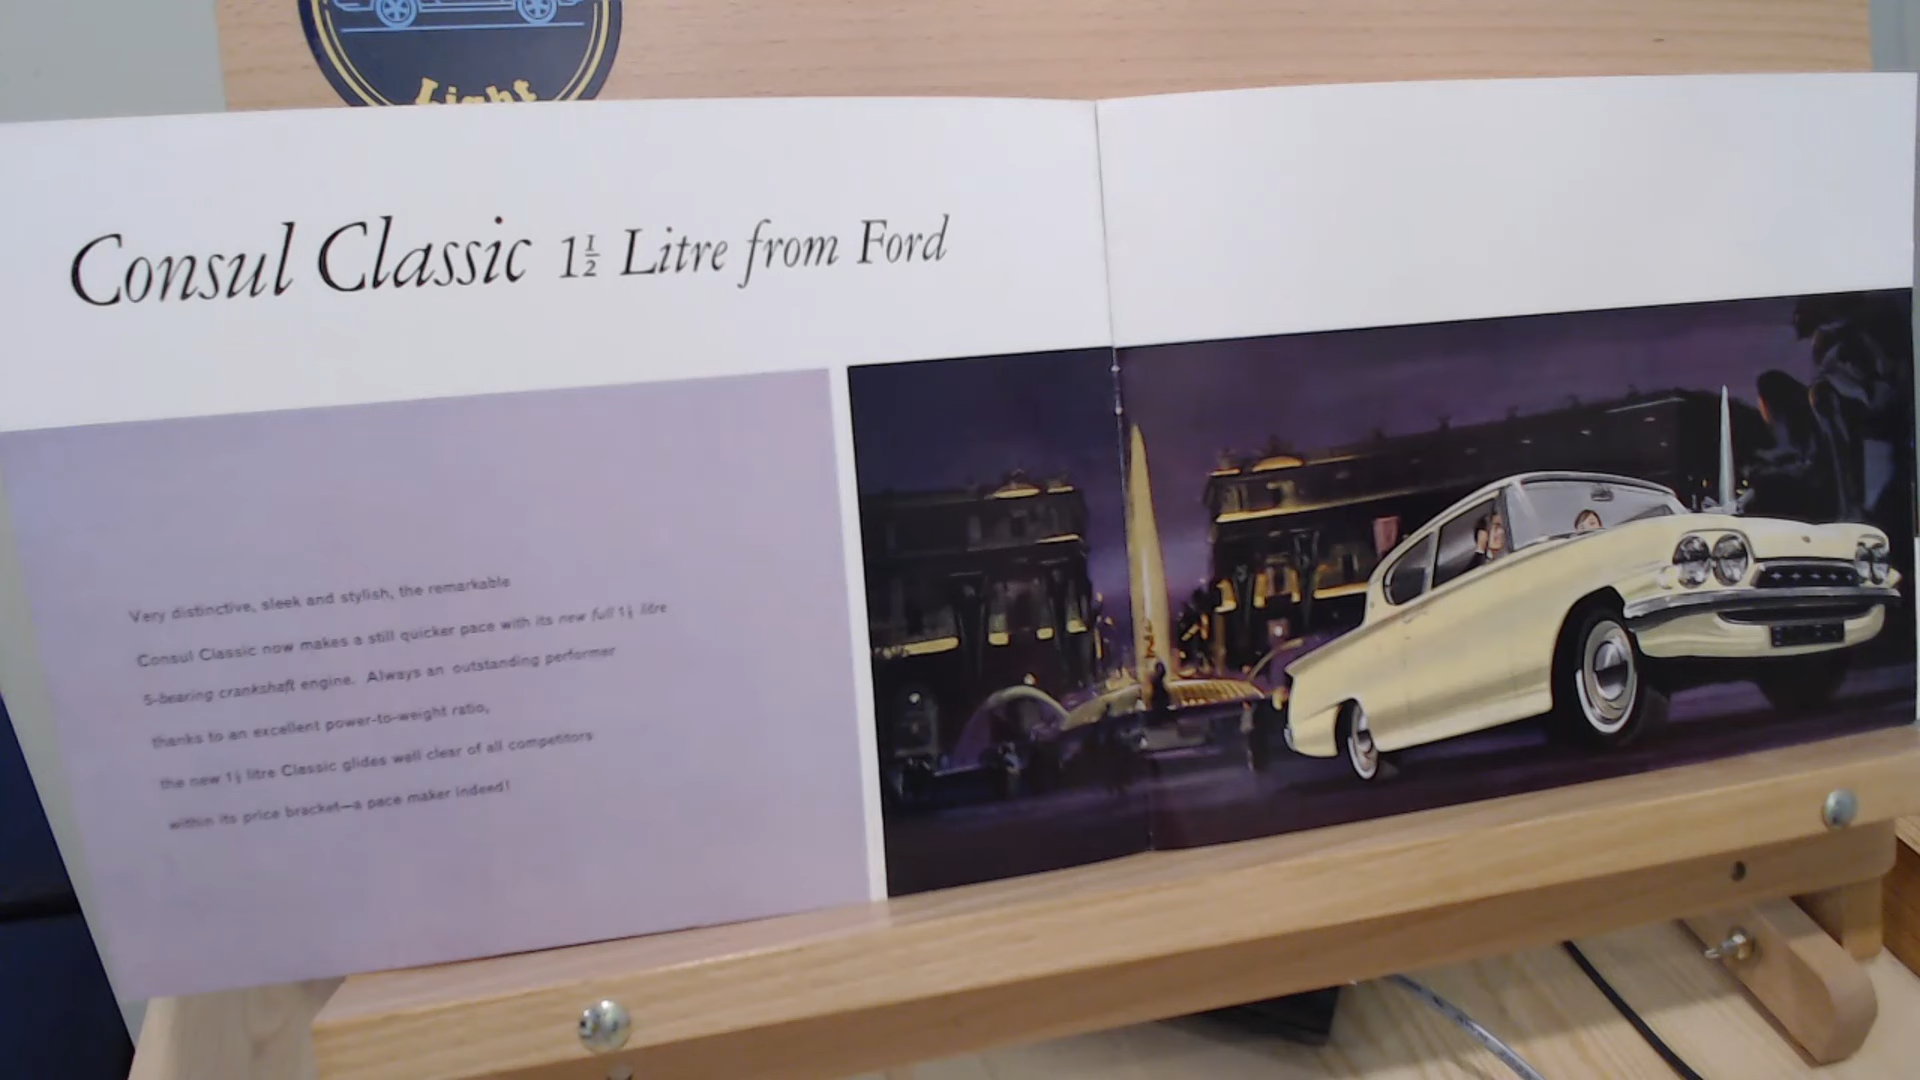 Light
Consul Classic 1½ Litre from Ford
Very distinctive, sleek and stylish, the remarkable
Consul Classic now makes a still quicker pace with its new full 1½ litre
5-bearing crankshaft engine. Always an outstanding performer
thanks to an excellent power-to-weight ratio,
the new 1½ litre Classic glides well clear of all competitors
within its price bracket—a pace maker indeed!